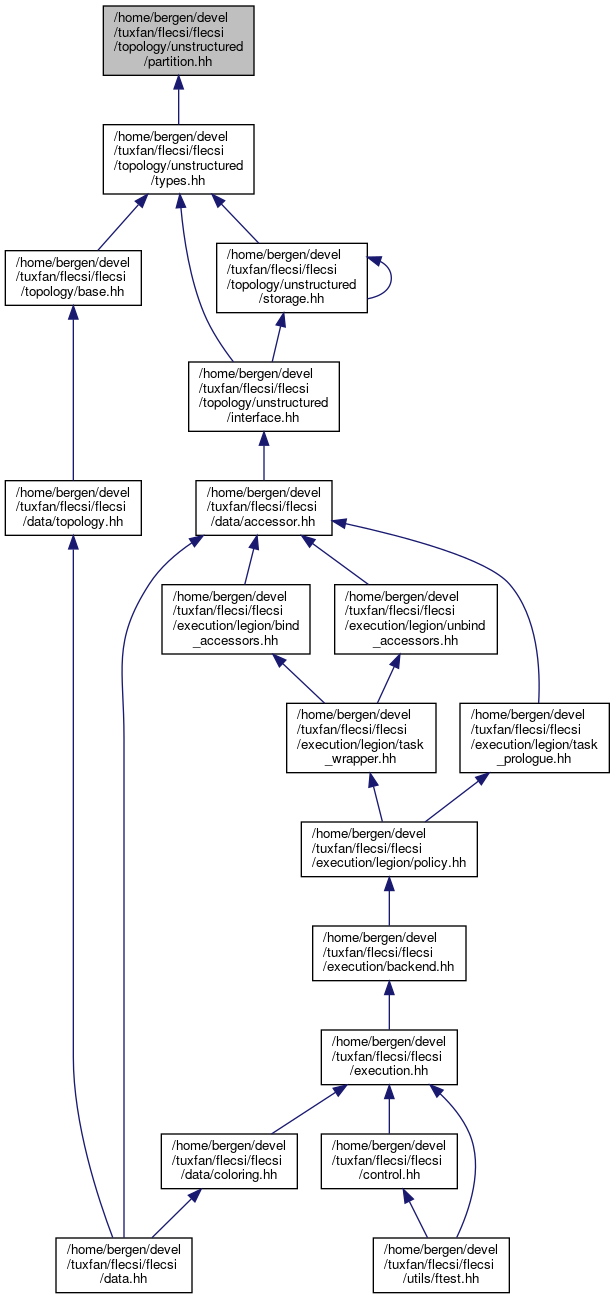 /home/bergen/devel
/tuxfan/flecsi/flecsi
/topology/unstructured
/partition.hh
/home/bergen/devel
/tuxfan/flecsi/flecsi
/topology/unstructured
/types.hh
/home/bergen/devel
/tuxfan/flecsi/flecsi
/topology/base.hh
/home/bergen/devel
/tuxfan/flecsi/flecsi
/topology/unstructured
/storage.hh
/home/bergen/devel
/tuxfan/flecsi/flecsi
/topology/unstructured
/interface.hh
/home/bergen/devel
/tuxfan/flecsi/flecsi
/data/topology.hh
/home/bergen/devel
/tuxfan/flecsi/flecsi
/data/accessor.hh
/home/bergen/devel
/tuxfan/flecsi/flecsi
/execution/legion/bind
_accessors.hh
/home/bergen/devel
/tuxfan/flecsi/flecsi
/execution/legion/unbind
_accessors.hh
/home/bergen/devel
/tuxfan/flecsi/flecsi
/execution/legion/task
_wrapper.hh
/home/bergen/devel
/tuxfan/flecsi/flecsi
/execution/legion/task
_prologue.hh
/home/bergen/devel
/tuxfan/flecsi/flecsi
/execution/legion/policy.hh
/home/bergen/devel
/tuxfan/flecsi/flecsi
/execution/backend.hh
/home/bergen/devel
/tuxfan/flecsi/flecsi
/execution.hh
/home/bergen/devel
/tuxfan/flecsi/flecsi
/data/coloring.hh
/home/bergen/devel
/tuxfan/flecsi/flecsi
/control.hh
/home/bergen/devel
/tuxfan/flecsi/flecsi
/data.hh
/home/bergen/devel
/tuxfan/flecsi/flecsi
/utils/ftest.hh